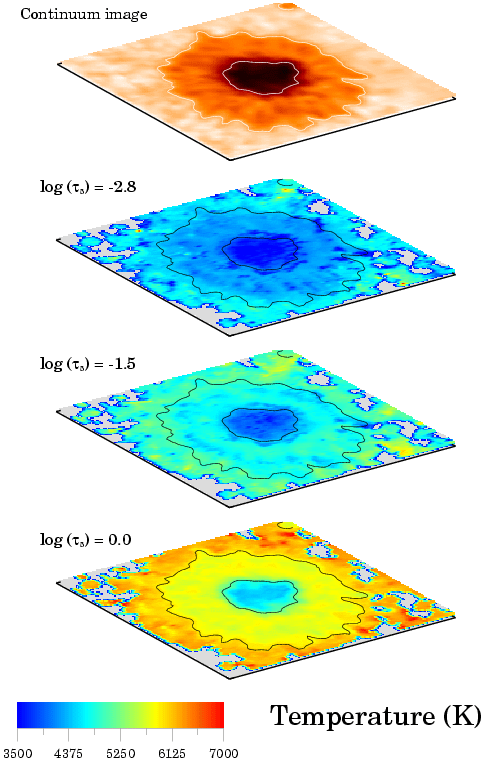 Continuum image
log (τ₅) = -2.8
log (τ₅) = -1.5
log (τ₅) = 0.0
Temperature (K)
3500 4375 5250 6125 7000